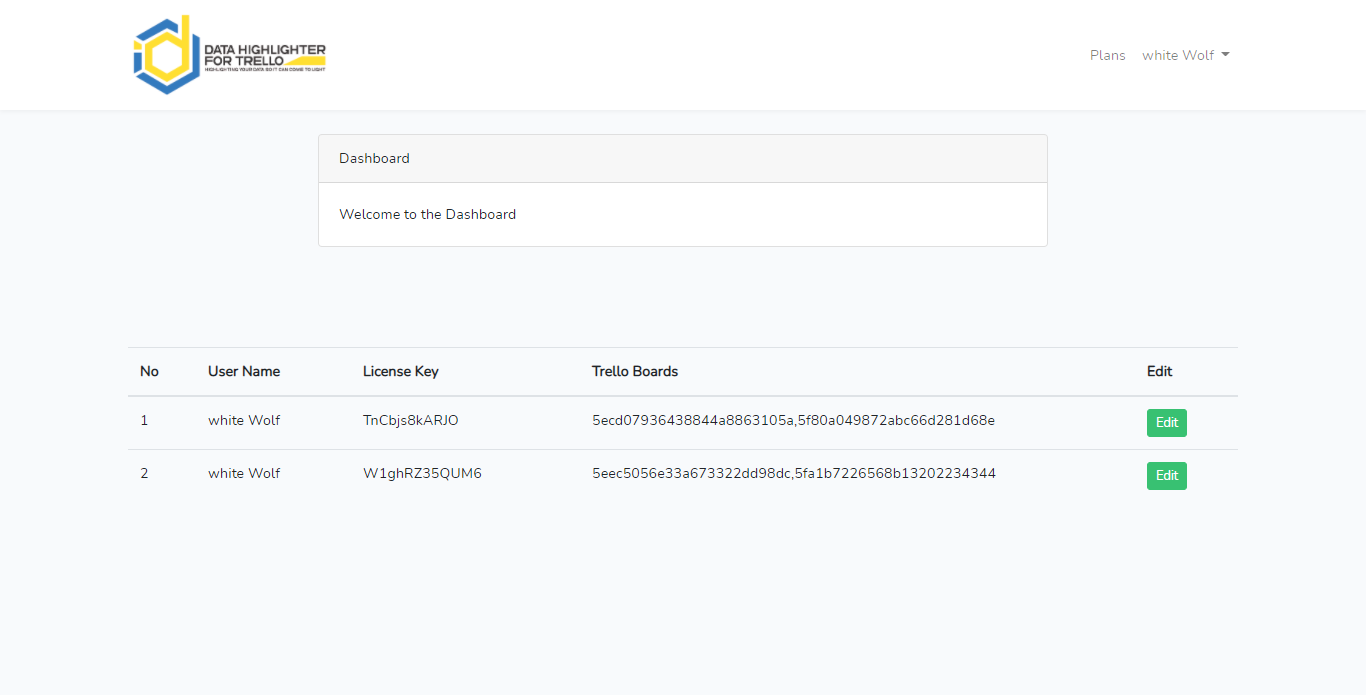 DATA HIGHLIGHTER
FOR TRELLO
HIGHLIGHTING YOUR DATA SO IT CAN COME TO LIGHT
Plans white Wolf
Dashboard
Welcome to the Dashboard
No User Name License Key Trello Boards Edit
1 white Wolf TnCbjs8kARJO 5ecd07936438844a8863105a,5f80a049872abc66d281d68e Edit
2 white Wolf W1ghRZ35QUM6 5eec5056e33a673322dd98dc,5fa1b7226568b13202234344 Edit